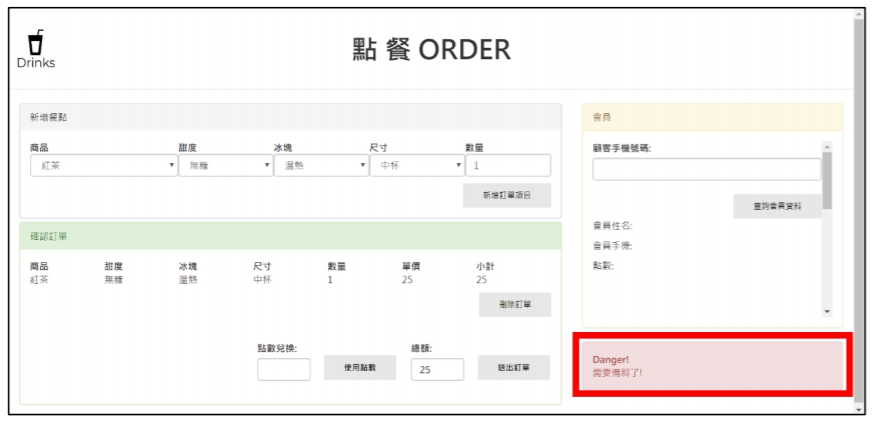 Drinks
點 餐 ORDER
新增餐點
商品 甜度 冰塊 尺寸 數量
紅茶 無糖 溫熱 中杯 1
新增訂單項目
確認訂單
商品 甜度 冰塊 尺寸 數量 單價 小計
紅茶 無糖 溫熱 中杯 1 25 25
刪除訂單
點數兌換: 總額:
使用點數 25 送出訂單
會員
顧客手機號碼:
查詢會員資料
會員性名:
會員手機:
點數:
Danger!
需要備料了!